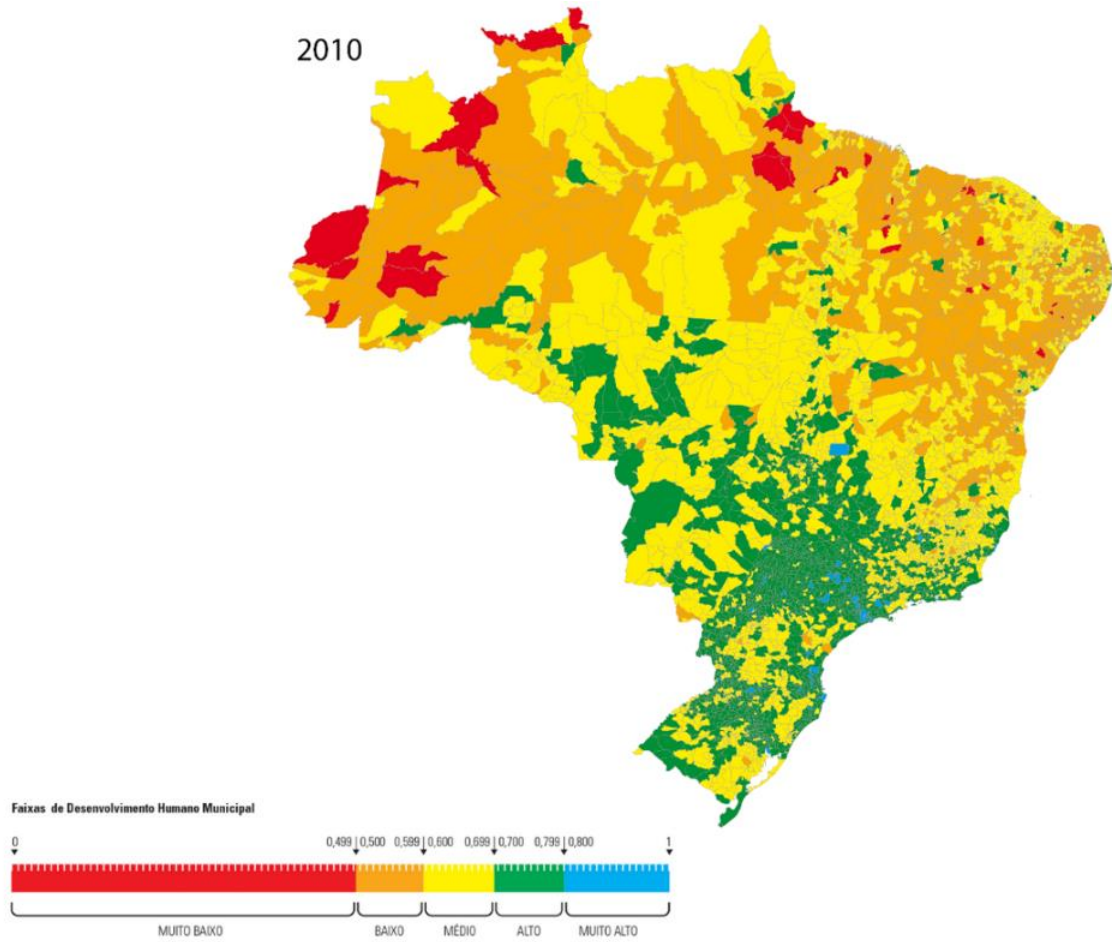 2010
Faixas de Desenvolvimento Humano Municipal
0 0,499 | 0,500 0,599 | 0,600 0,699 | 0,700 0,799 | 0,800 1
MUITO BAIXO BAIXO MÉDIO ALTO MUITO ALTO